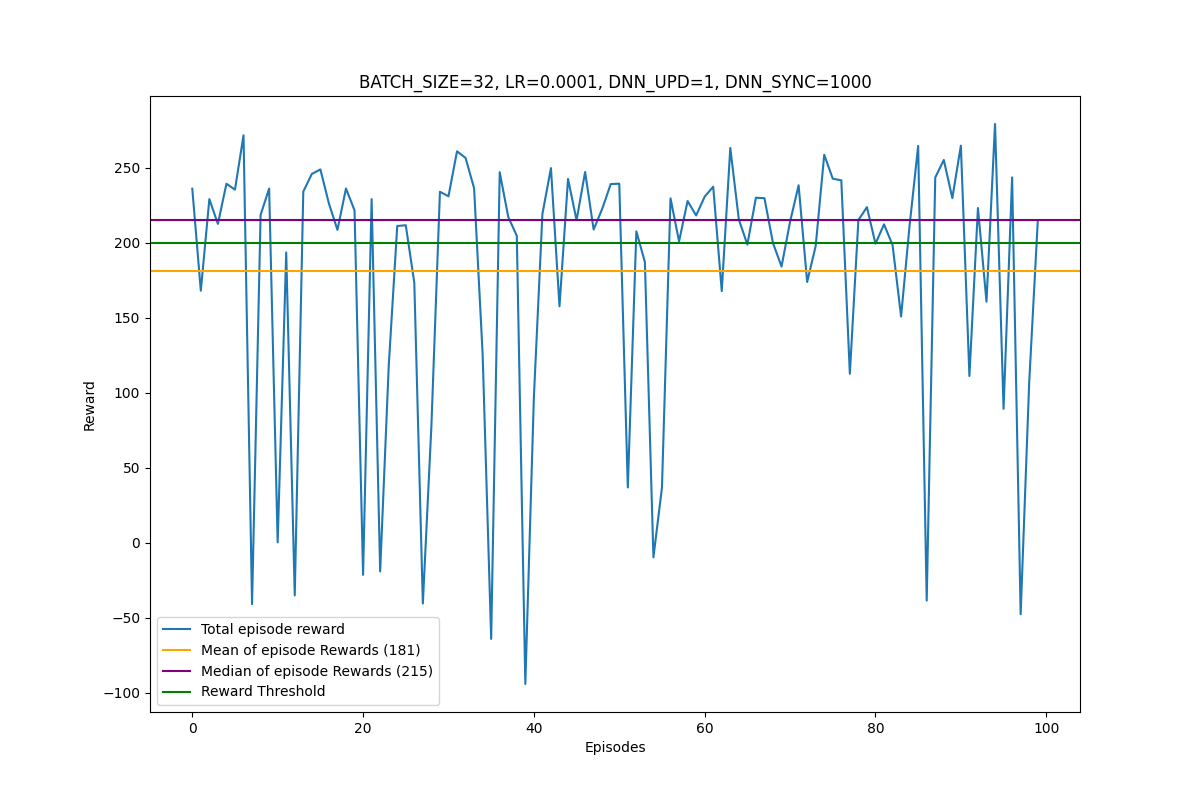 BATCH_SIZE=32, LR=0.0001, DNN_UPD=1, DNN_SYNC=1000
250
200
150
100
50
0
−50
−100
Reward
Total episode reward
Mean of episode Rewards (181)
Median of episode Rewards (215)
Reward Threshold
0 20 40 60 80 100
Episodes